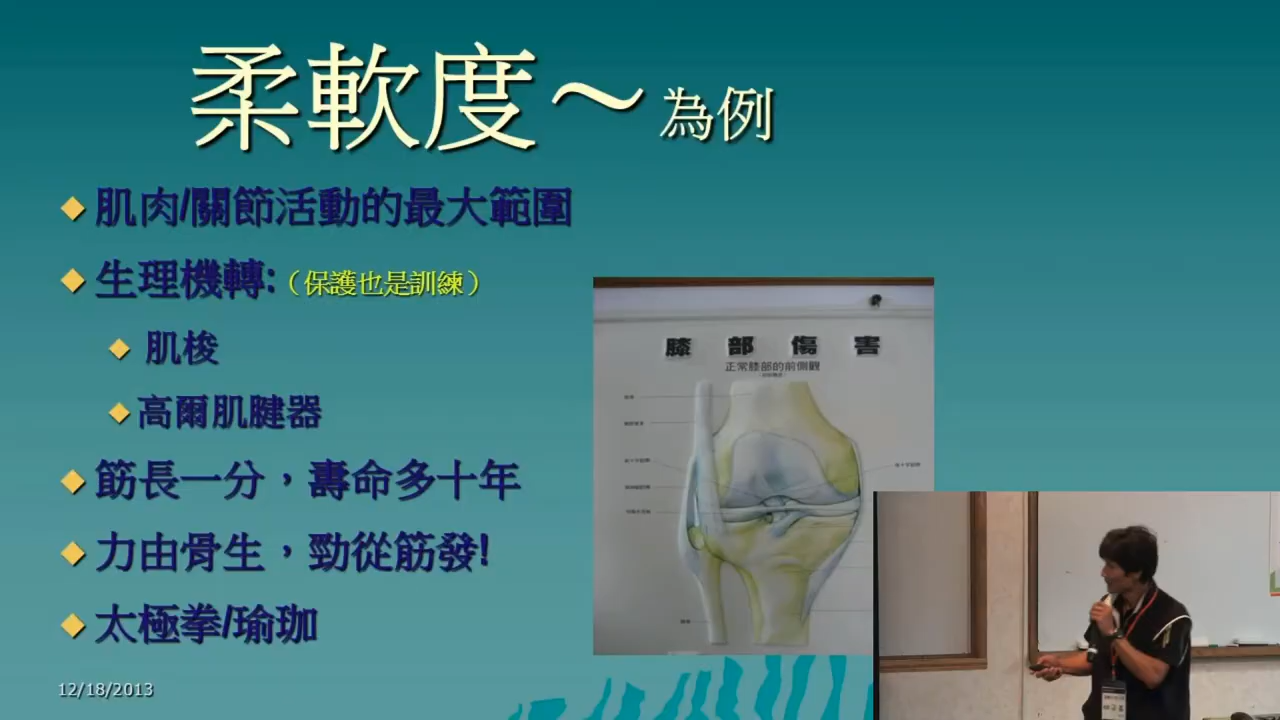 柔軟度～為例
肌肉/關節活動的最大範圍
生理機轉:（保護也是訓練）
肌梭
高爾肌腱器
筋長一分，壽命多十年
力由骨生，勁從筋發!
太極拳/瑜珈
12/18/2013
膝部傷害
正常膝部的前側觀